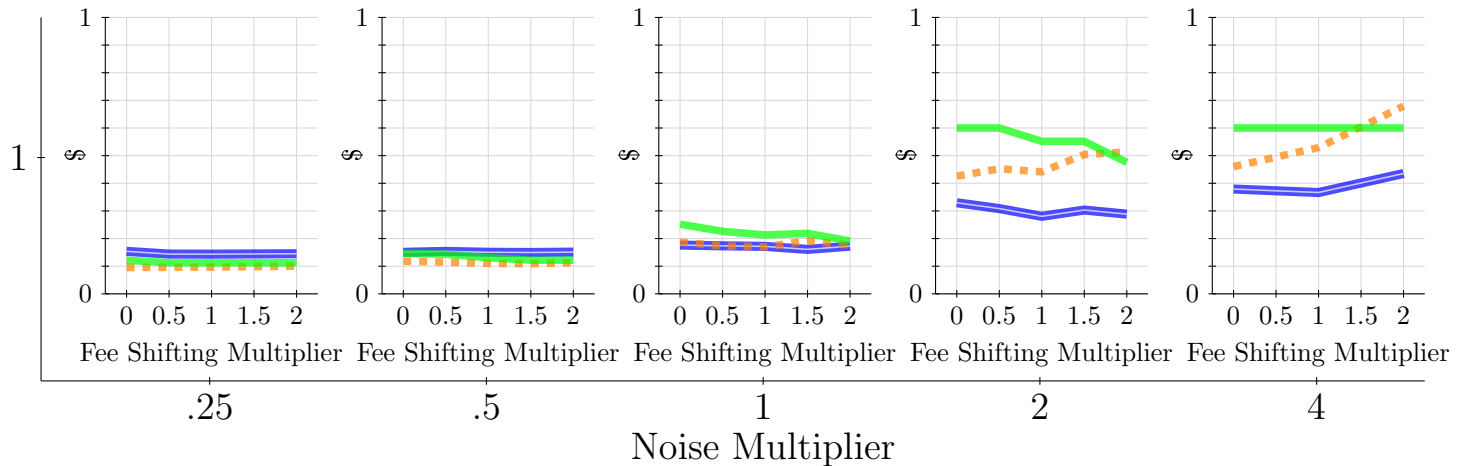 1 1 1 1 1
1 $ $ $ $ $
0 0 0 0 0
0 0.5 1 1.5 2 0 0.5 1 1.5 2 0 0.5 1 1.5 2 0 0.5 1 1.5 2 0 0.5 1 1.5 2
Fee Shifting Multiplier Fee Shifting Multiplier Fee Shifting Multiplier Fee Shifting Multiplier Fee Shifting Multiplier
.25 .5 1 2 4
Noise Multiplier